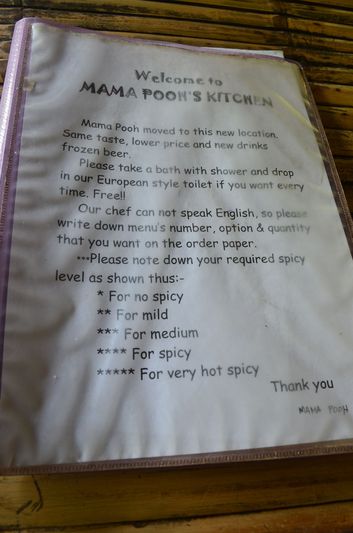 Welcome to
MAMA POOH'S KITCHEN
Mama Pooh moved to this new location.
Same taste, lower price and new drinks
frozen beer.
Please take a bath with shower and drop
in our European style toilet if you want every
time. Free!!
Our chef can not speak English, so please
write down menu's number, option & quantity
that you want on the order paper.
***Please note down your required spicy
level as shown thus:-
* For no spicy
** For mild
*** For medium
**** For spicy
***** For very hot spicy
Thank you
MAMA POOH